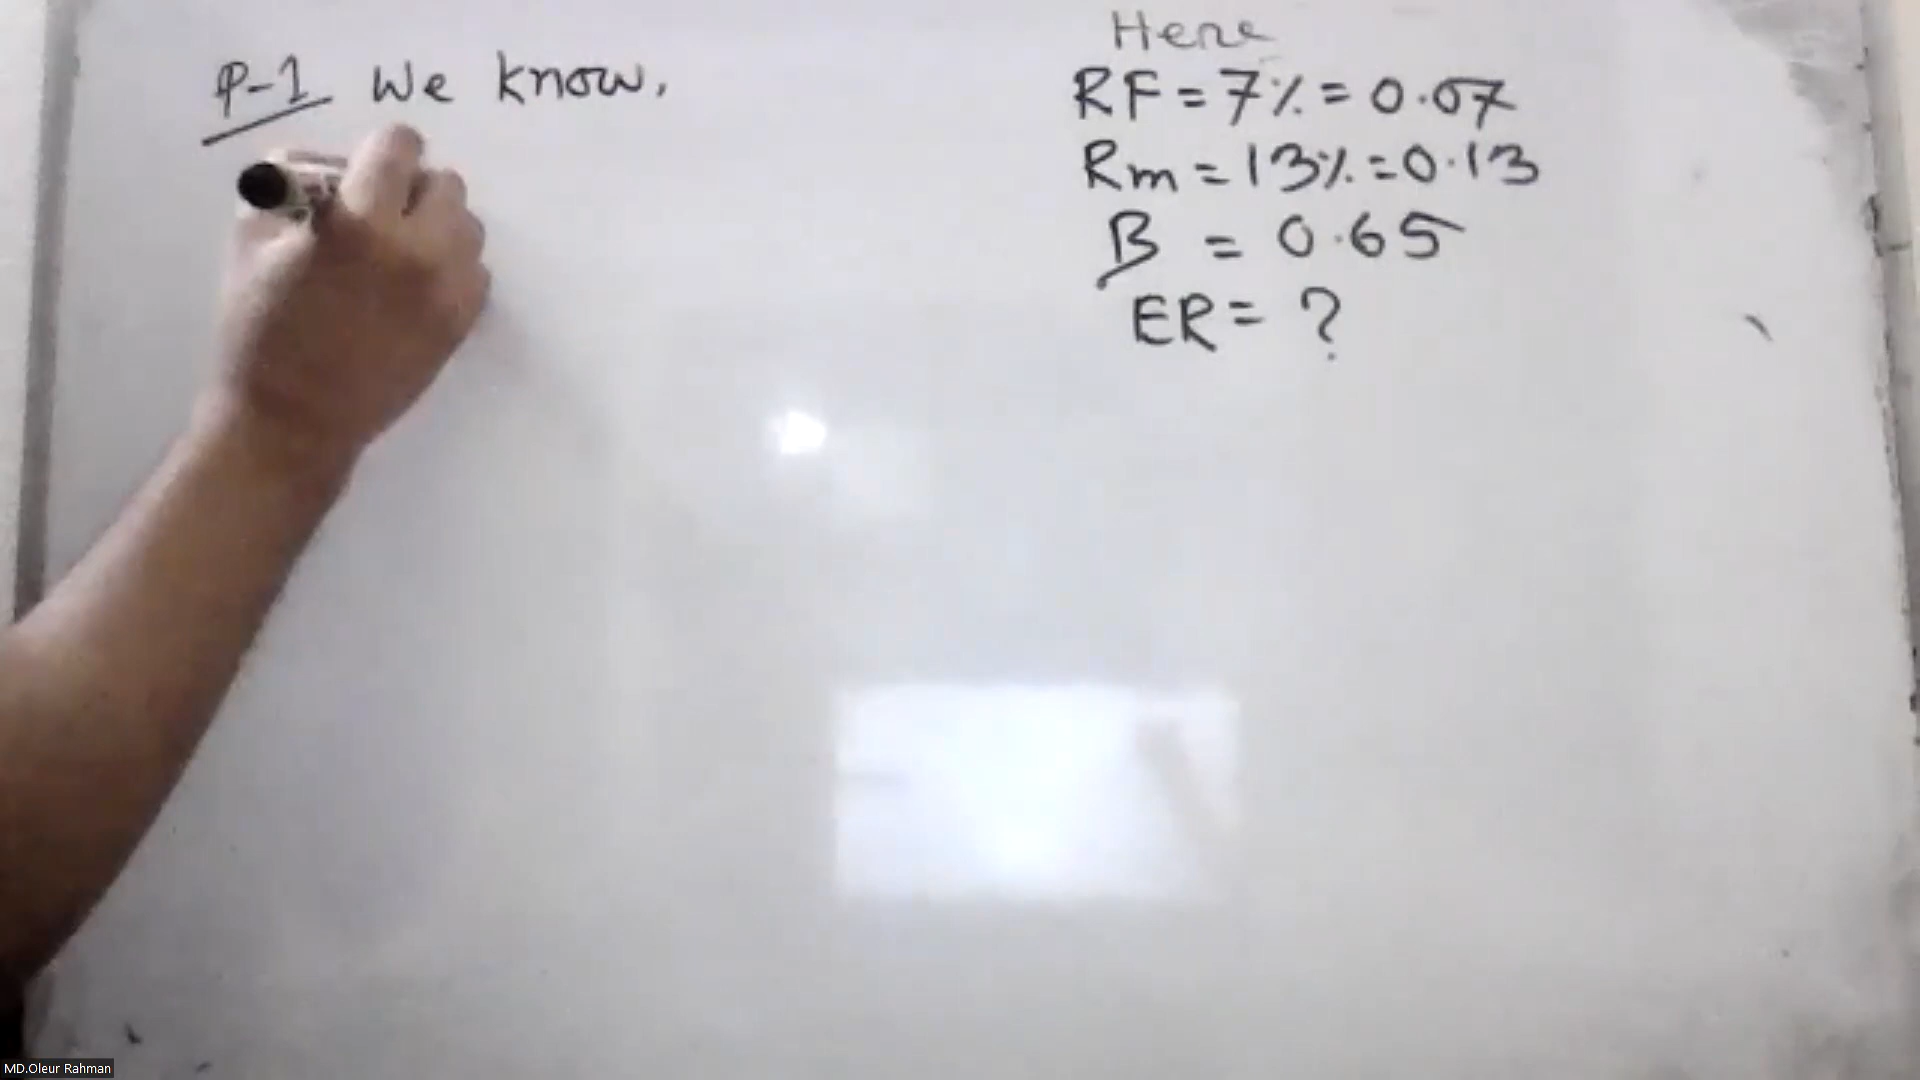 P-1 We know,
Here
RF = 7% = 0.07
Rm = 13% = 0.13
B = 0.65
ER = ?
MD.Oleur Rahman